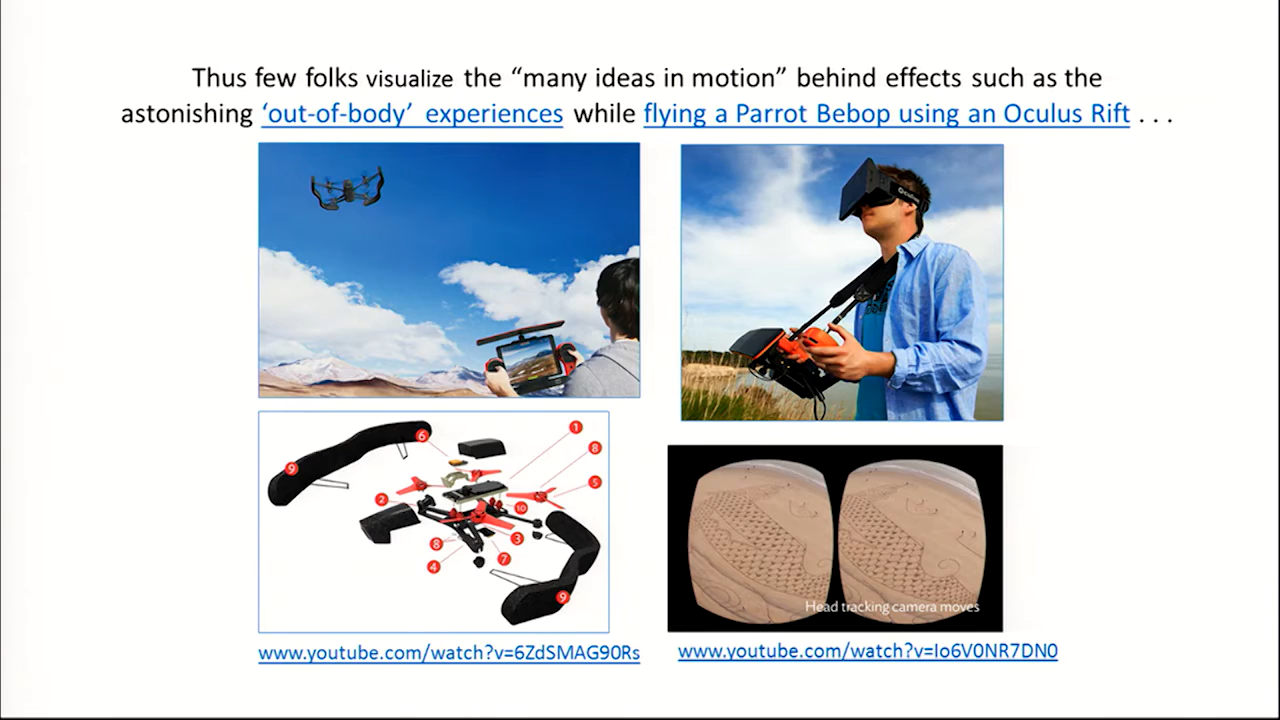 Thus few folks visualize the “many ideas in motion” behind effects such as the
astonishing ‘out-of-body’ experiences while flying a Parrot Bebop using an Oculus Rift . . .
oculus
6
1
9
8
5
2
10
8
3
7
4
9
Head tracking camera moves
www.youtube.com/watch?v=6ZdSMAG90Rs
www.youtube.com/watch?v=Io6V0NR7DN0